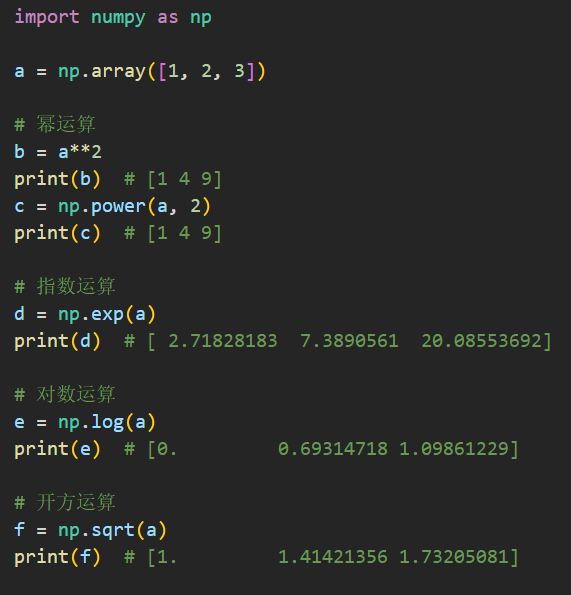 import numpy as np
a = np.array([1, 2, 3])
# 幂运算
b = a**2
print(b)  # [1 4 9]
c = np.power(a, 2)
print(c)  # [1 4 9]
# 指数运算
d = np.exp(a)
print(d)  # [ 2.71828183  7.3890561  20.08553692]
# 对数运算
e = np.log(a)
print(e)  # [0.         0.69314718 1.09861229]
# 开方运算
f = np.sqrt(a)
print(f)  # [1.         1.41421356 1.73205081]